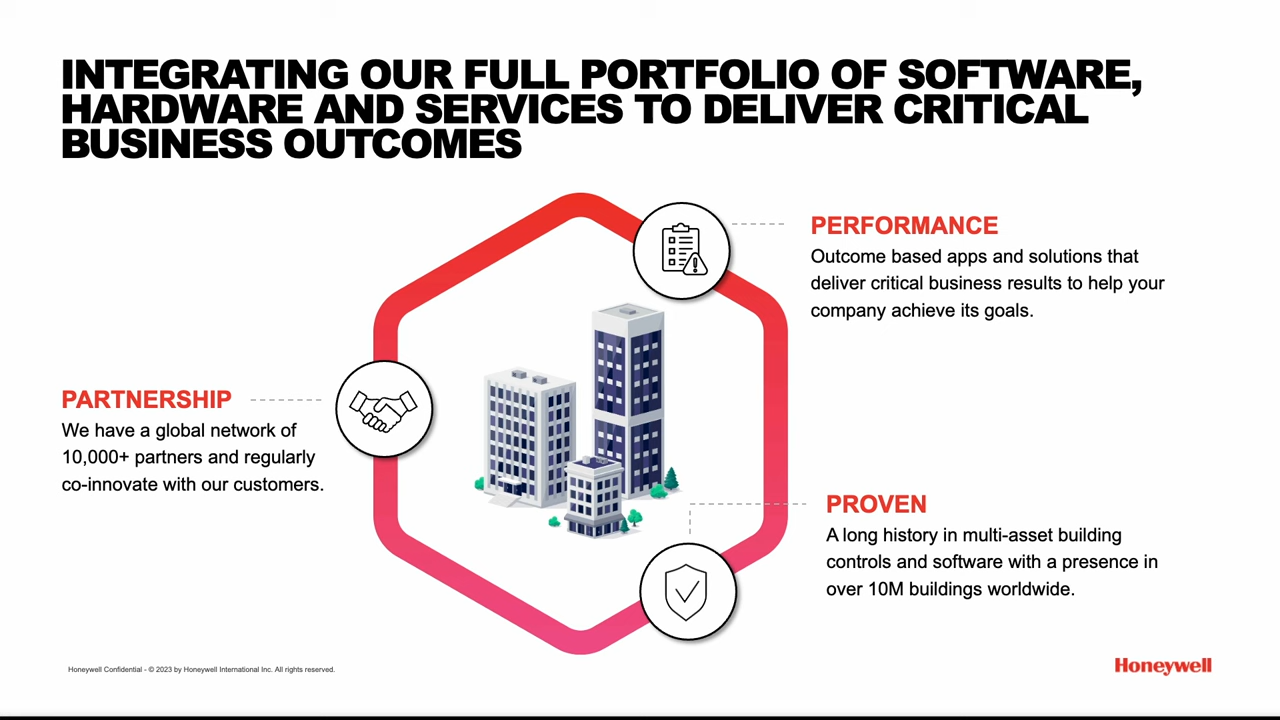 INTEGRATING OUR FULL PORTFOLIO OF SOFTWARE,
HARDWARE AND SERVICES TO DELIVER CRITICAL
BUSINESS OUTCOMES
PERFORMANCE
Outcome based apps and solutions that
deliver critical business results to help your
company achieve its goals.
PARTNERSHIP
We have a global network of
10,000+ partners and regularly
co-innovate with our customers.
PROVEN
A long history in multi-asset building
controls and software with a presence in
over 10M buildings worldwide.
Honeywell Confidential - © 2023 by Honeywell International Inc. All rights reserved.
Honeywell